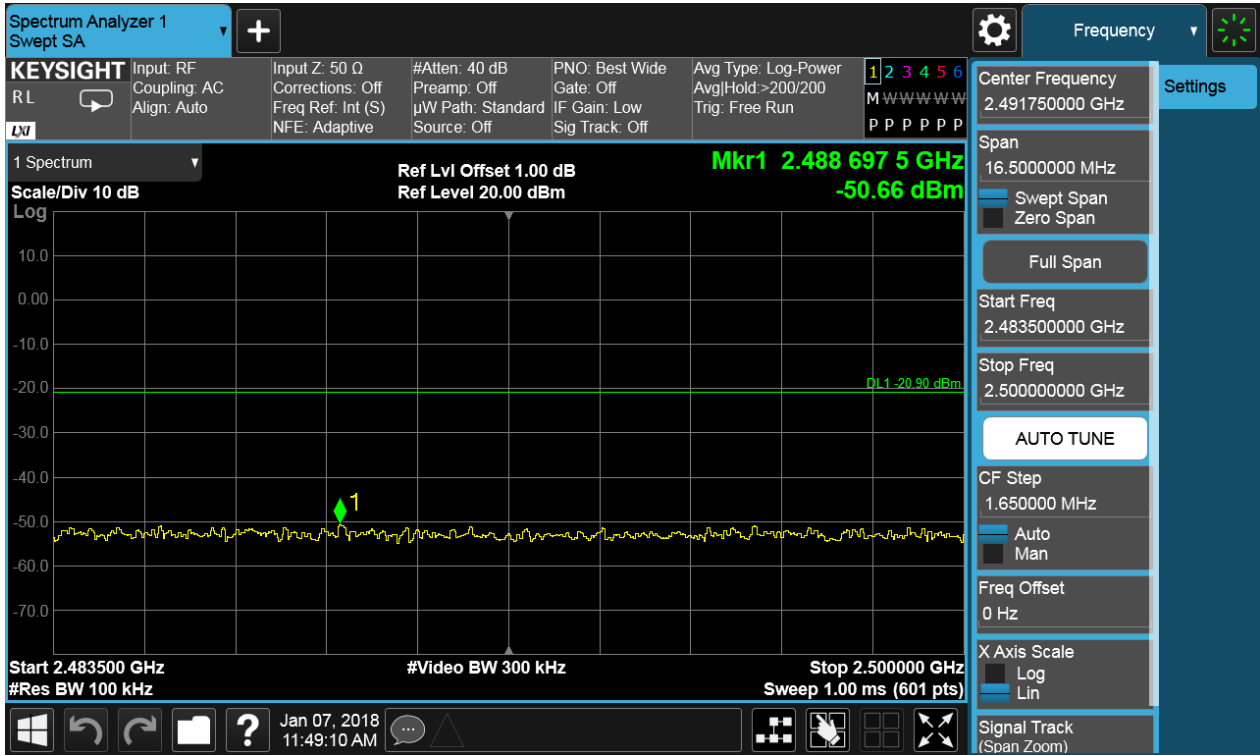 Spectrum Analyzer 1
Swept SA
+
Frequency
KEYSIGHT
RL
LXI
Input: RF
Coupling: AC
Align: Auto
Input Z: 50 Ω
Corrections: Off
Freq Ref: Int (S)
NFE: Adaptive
#Atten: 40 dB
Preamp: Off
µW Path: Standard
Source: Off
PNO: Best Wide
Gate: Off
IF Gain: Low
Sig Track: Off
Avg Type: Log-Power
Avg|Hold:>200/200
Trig: Free Run
1 2 3 4 5 6
M W W W W W
P P P P P P
1 Spectrum
Scale/Div 10 dB
Log
Ref Lvl Offset 1.00 dB
Ref Level 20.00 dBm
Mkr1 2.488 697 5 GHz
-50.66 dBm
10.0
0.00
-10.0
-20.0
-30.0
-40.0
-50.0
-60.0
-70.0
DL1 -20.90 dBm
1
Start 2.483500 GHz
#Res BW 100 kHz
#Video BW 300 kHz
Stop 2.500000 GHz
Sweep 1.00 ms (601 pts)
?
Jan 07, 2018
11:49:10 AM
Center Frequency
2.491750000 GHz
Span
16.5000000 MHz
Swept Span
Zero Span
Full Span
Start Freq
2.483500000 GHz
Stop Freq
2.500000000 GHz
AUTO TUNE
CF Step
1.650000 MHz
Auto
Man
Freq Offset
0 Hz
X Axis Scale
Log
Lin
Signal Track
(Span Zoom)
Settings